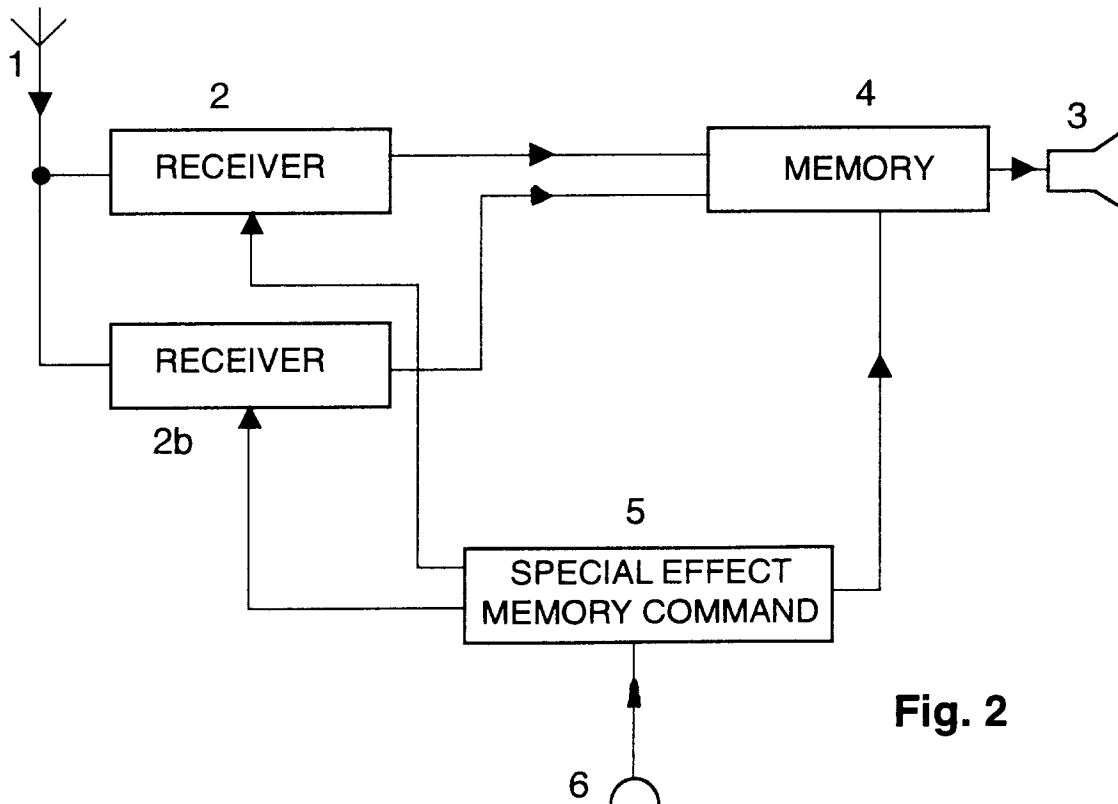 1
2
RECEIVER
4
MEMORY
3
RECEIVER
2b
5
SPECIAL EFFECT
MEMORY COMMAND
6
Fig. 2